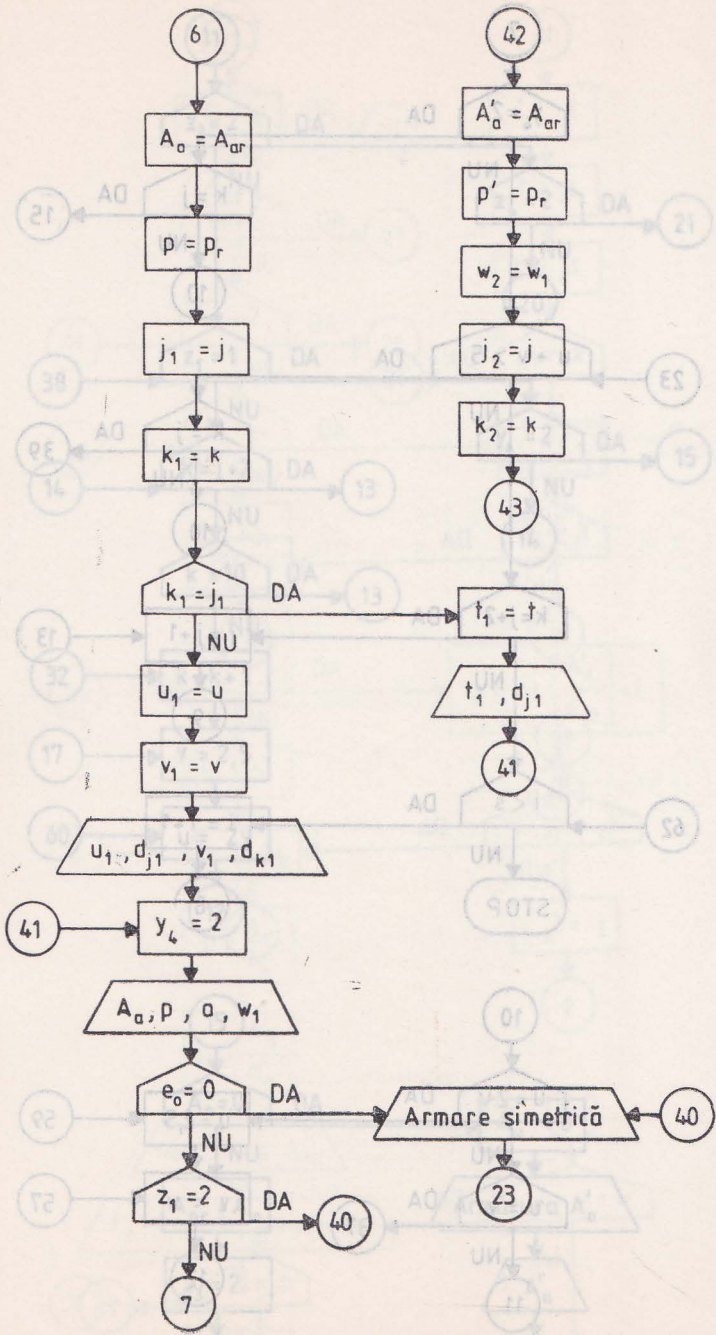 6
A_a = A_ar
p = p_r
j_1 = j
k_1 = k
k_1 = j_1
DA
NU
u_1 = u
v_1 = v
u_1 , d_j1 , v_1 , d_k1
41
y_4 = 2
A_a , p , a , w_1
e_o = 0
DA
NU
z_1 = 2
DA
40
NU
7
42
A'_a = A_ar
p' = p_r
w_2 = w_1
j_2 = j
k_2 = k
43
t_1 = t
t_1 , d_j1
41
Armare simetrică
40
23